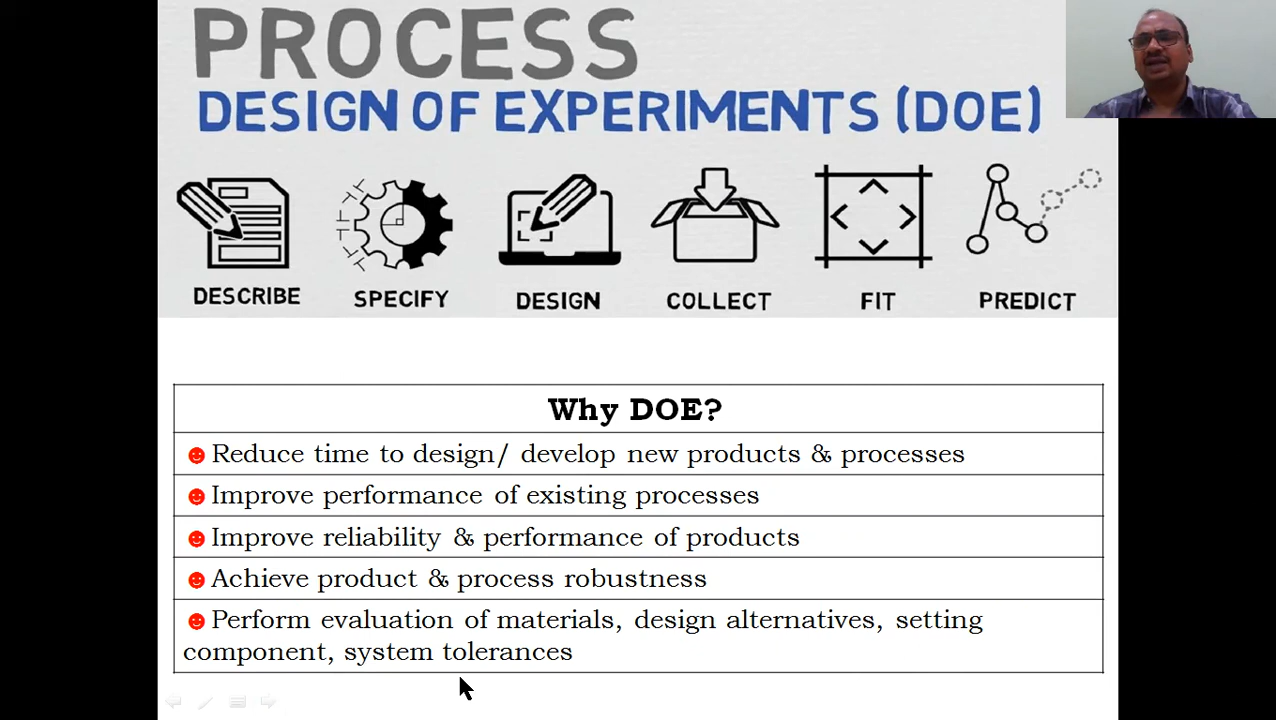 PROCESS
DESIGN OF EXPERIMENTS (DOE)
DESCRIBE SPECIFY DESIGN COLLECT FIT PREDICT
Why DOE?
Reduce time to design/ develop new products & processes
Improve performance of existing processes
Improve reliability & performance of products
Achieve product & process robustness
Perform evaluation of materials, design alternatives, setting
component, system tolerances